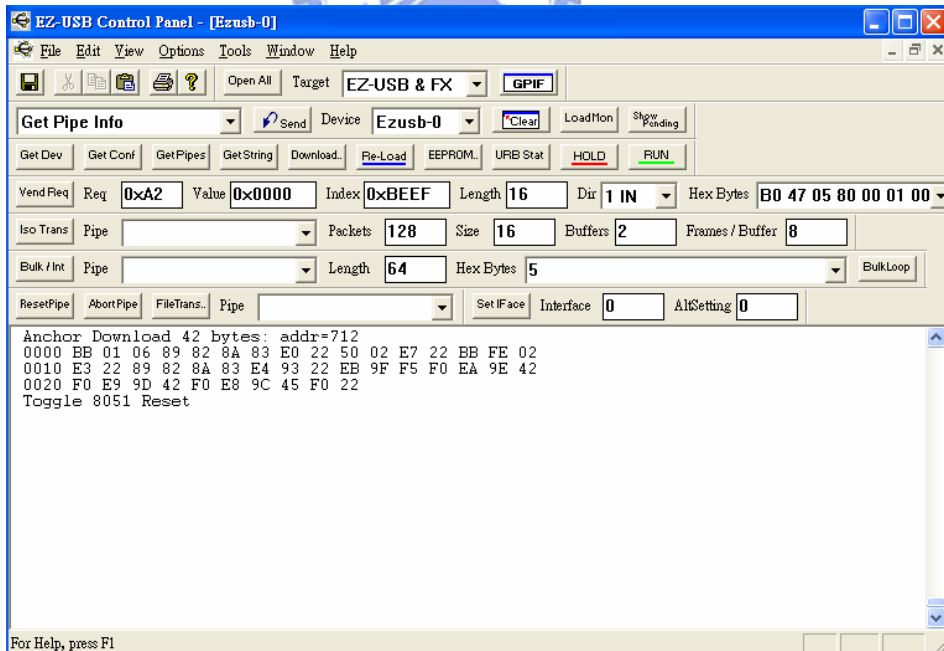 EZ-USB Control Panel - [Ezusb-0]
File Edit View Options Tools Window Help
Open All Target EZ-USB & FX GPIF
Get Pipe Info Send Device Ezusb-0 Clear LoadMon Show Pending
Get Dev Get Conf GetPipes GetString Download.. Re-Load EEPROM.. URB Stat HOLD RUN
Vend Req Req 0xA2 Value 0x0000 Index 0xBEEF Length 16 Dir 1 IN Hex Bytes B0 47 05 80 00 01 00
Iso Trans Pipe Packets 128 Size 16 Buffers 2 Frames / Buffer 8
Bulk / Int Pipe Length 64 Hex Bytes 5 BulkLoop
ResetPipe AbortPipe FileTrans.. Pipe Set IFace Interface 0 AltSetting 0
Anchor Download 42 bytes: addr=712
0000 BB 01 06 89 82 8A 83 E0 22 50 02 E7 22 BB FE 02
0010 E3 22 89 82 8A 83 E4 93 22 EB 9F F5 F0 EA 9E 42
0020 F0 E9 9D 42 F0 E8 9C 45 F0 22
Toggle 8051 Reset
For Help, press F1